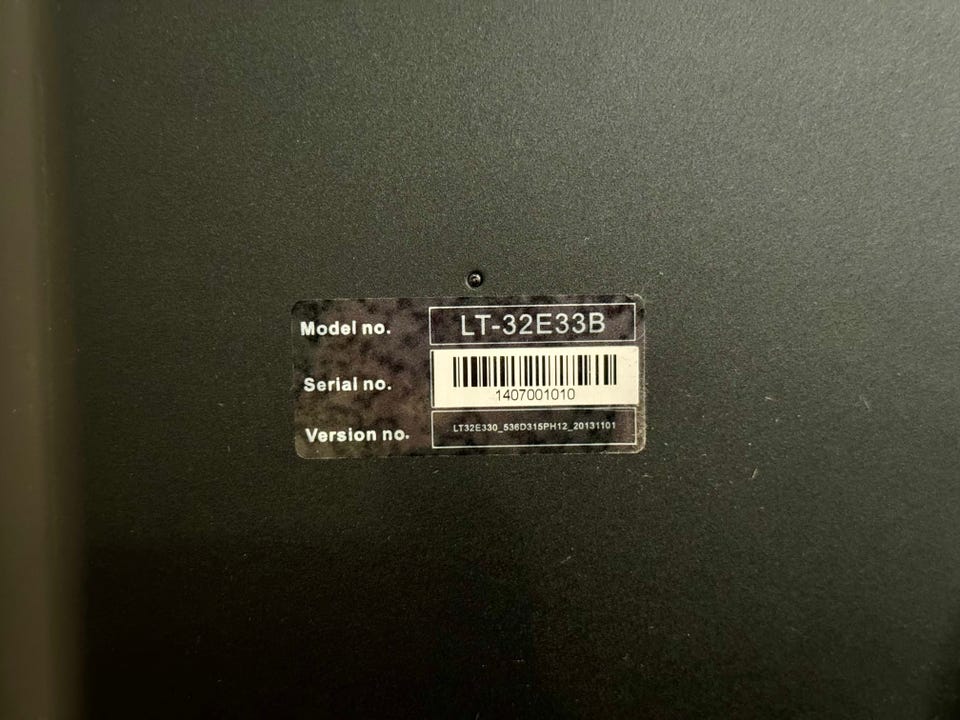 Model no. LT-32E33B
Serial no. 1407001010
Version no. LT32E330_536D315PH12_20131101